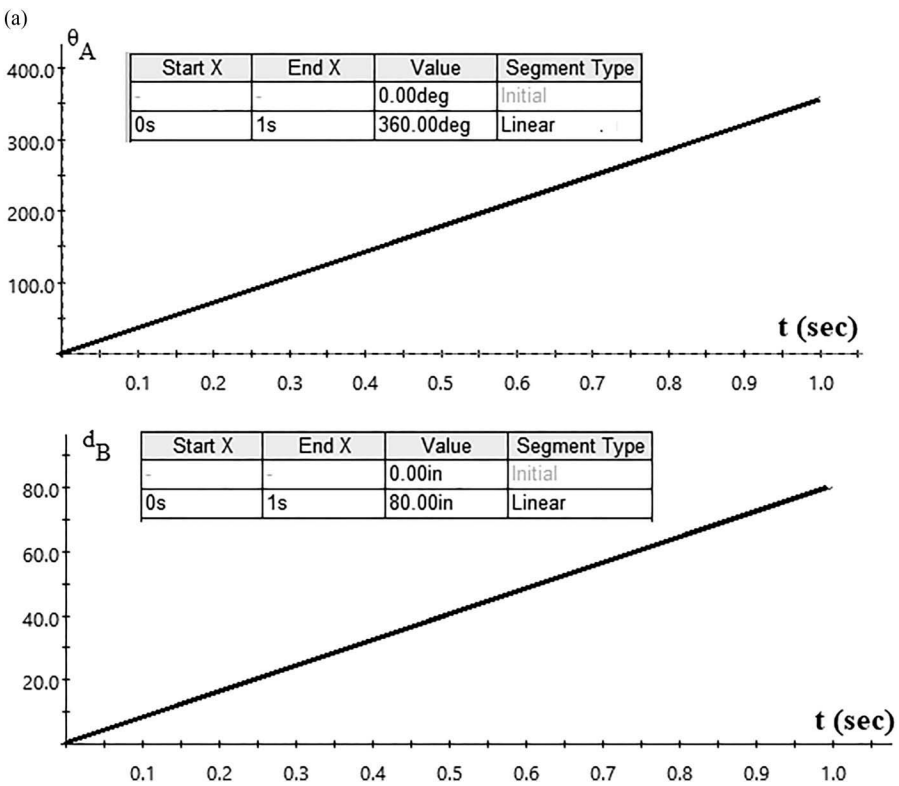 (a)
θA
Start X End X Value Segment Type
- - 0.00deg Initial
0s 1s 360.00deg Linear
400.0
300.0
200.0
100.0
t (sec)
0.1 0.2 0.3 0.4 0.5 0.6 0.7 0.8 0.9 1.0
dB
Start X End X Value Segment Type
- - 0.00in Initial
0s 1s 80.00in Linear
80.0
60.0
40.0
20.0
t (sec)
0.1 0.2 0.3 0.4 0.5 0.6 0.7 0.8 0.9 1.0